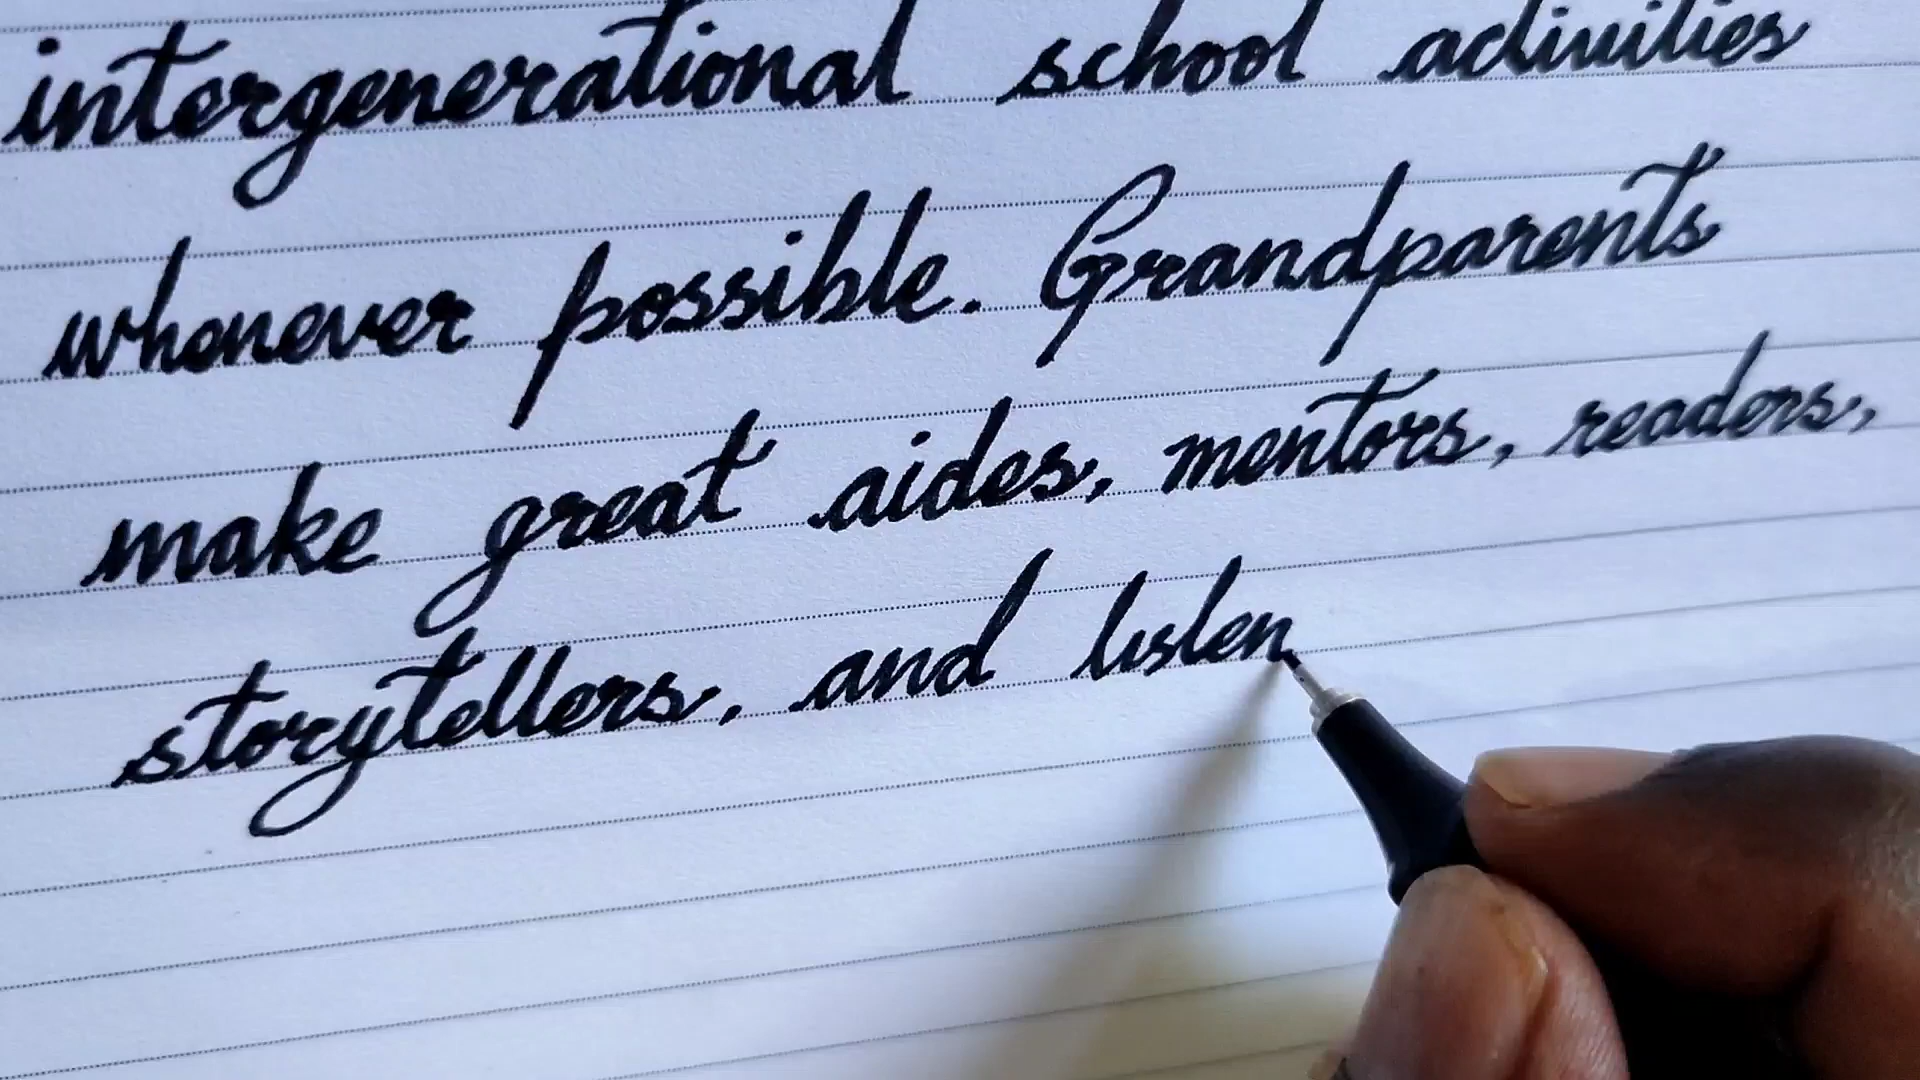 intergenerational school activities
whenever possible. Grandparents
make great aides, mentors, readers,
storytellers, and listen